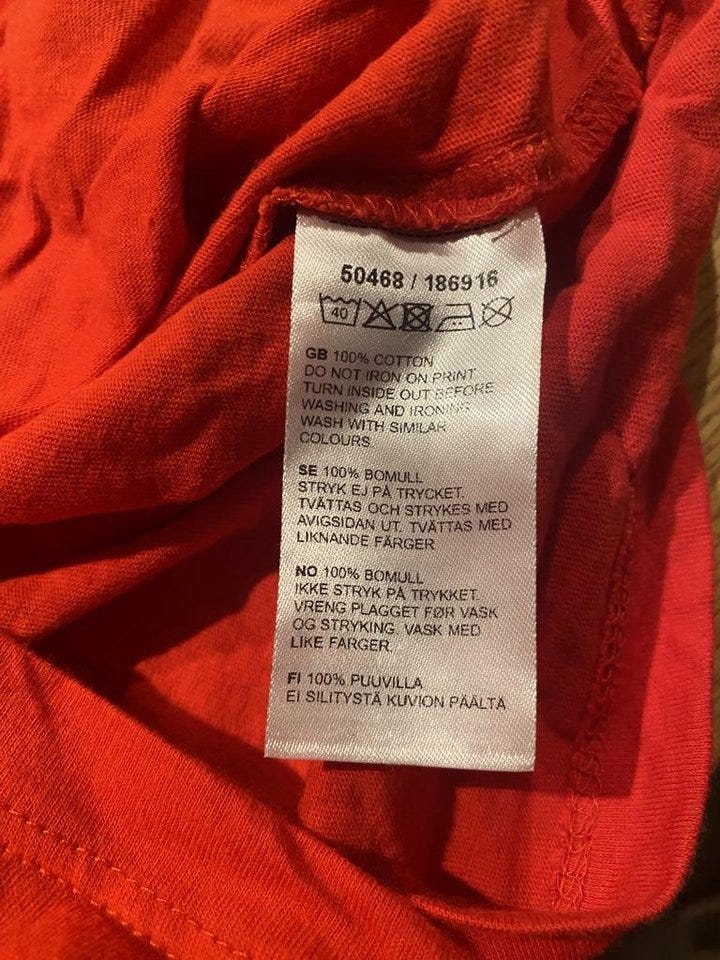 50468 / 186916
40
GB 100% COTTON
DO NOT IRON ON PRINT
TURN INSIDE OUT BEFORE
WASHING AND IRONING
WASH WITH SIMILAR
COLOURS.
SE 100% BOMULL
STRYK EJ PÅ TRYCKET.
TVÄTTAS OCH STRYKES MED
AVIGSIDAN UT. TVÄTTAS MED
LIKNANDE FÄRGER
NO 100% BOMULL
IKKE STRYK PÅ TRYKKET.
VRENG PLAGGET FØR VASK
OG STRYKING. VASK MED
LIKE FARGER.
FI 100% PUUVILLA
EI SILITYSTÄ KUVION PÄÄLTÄ